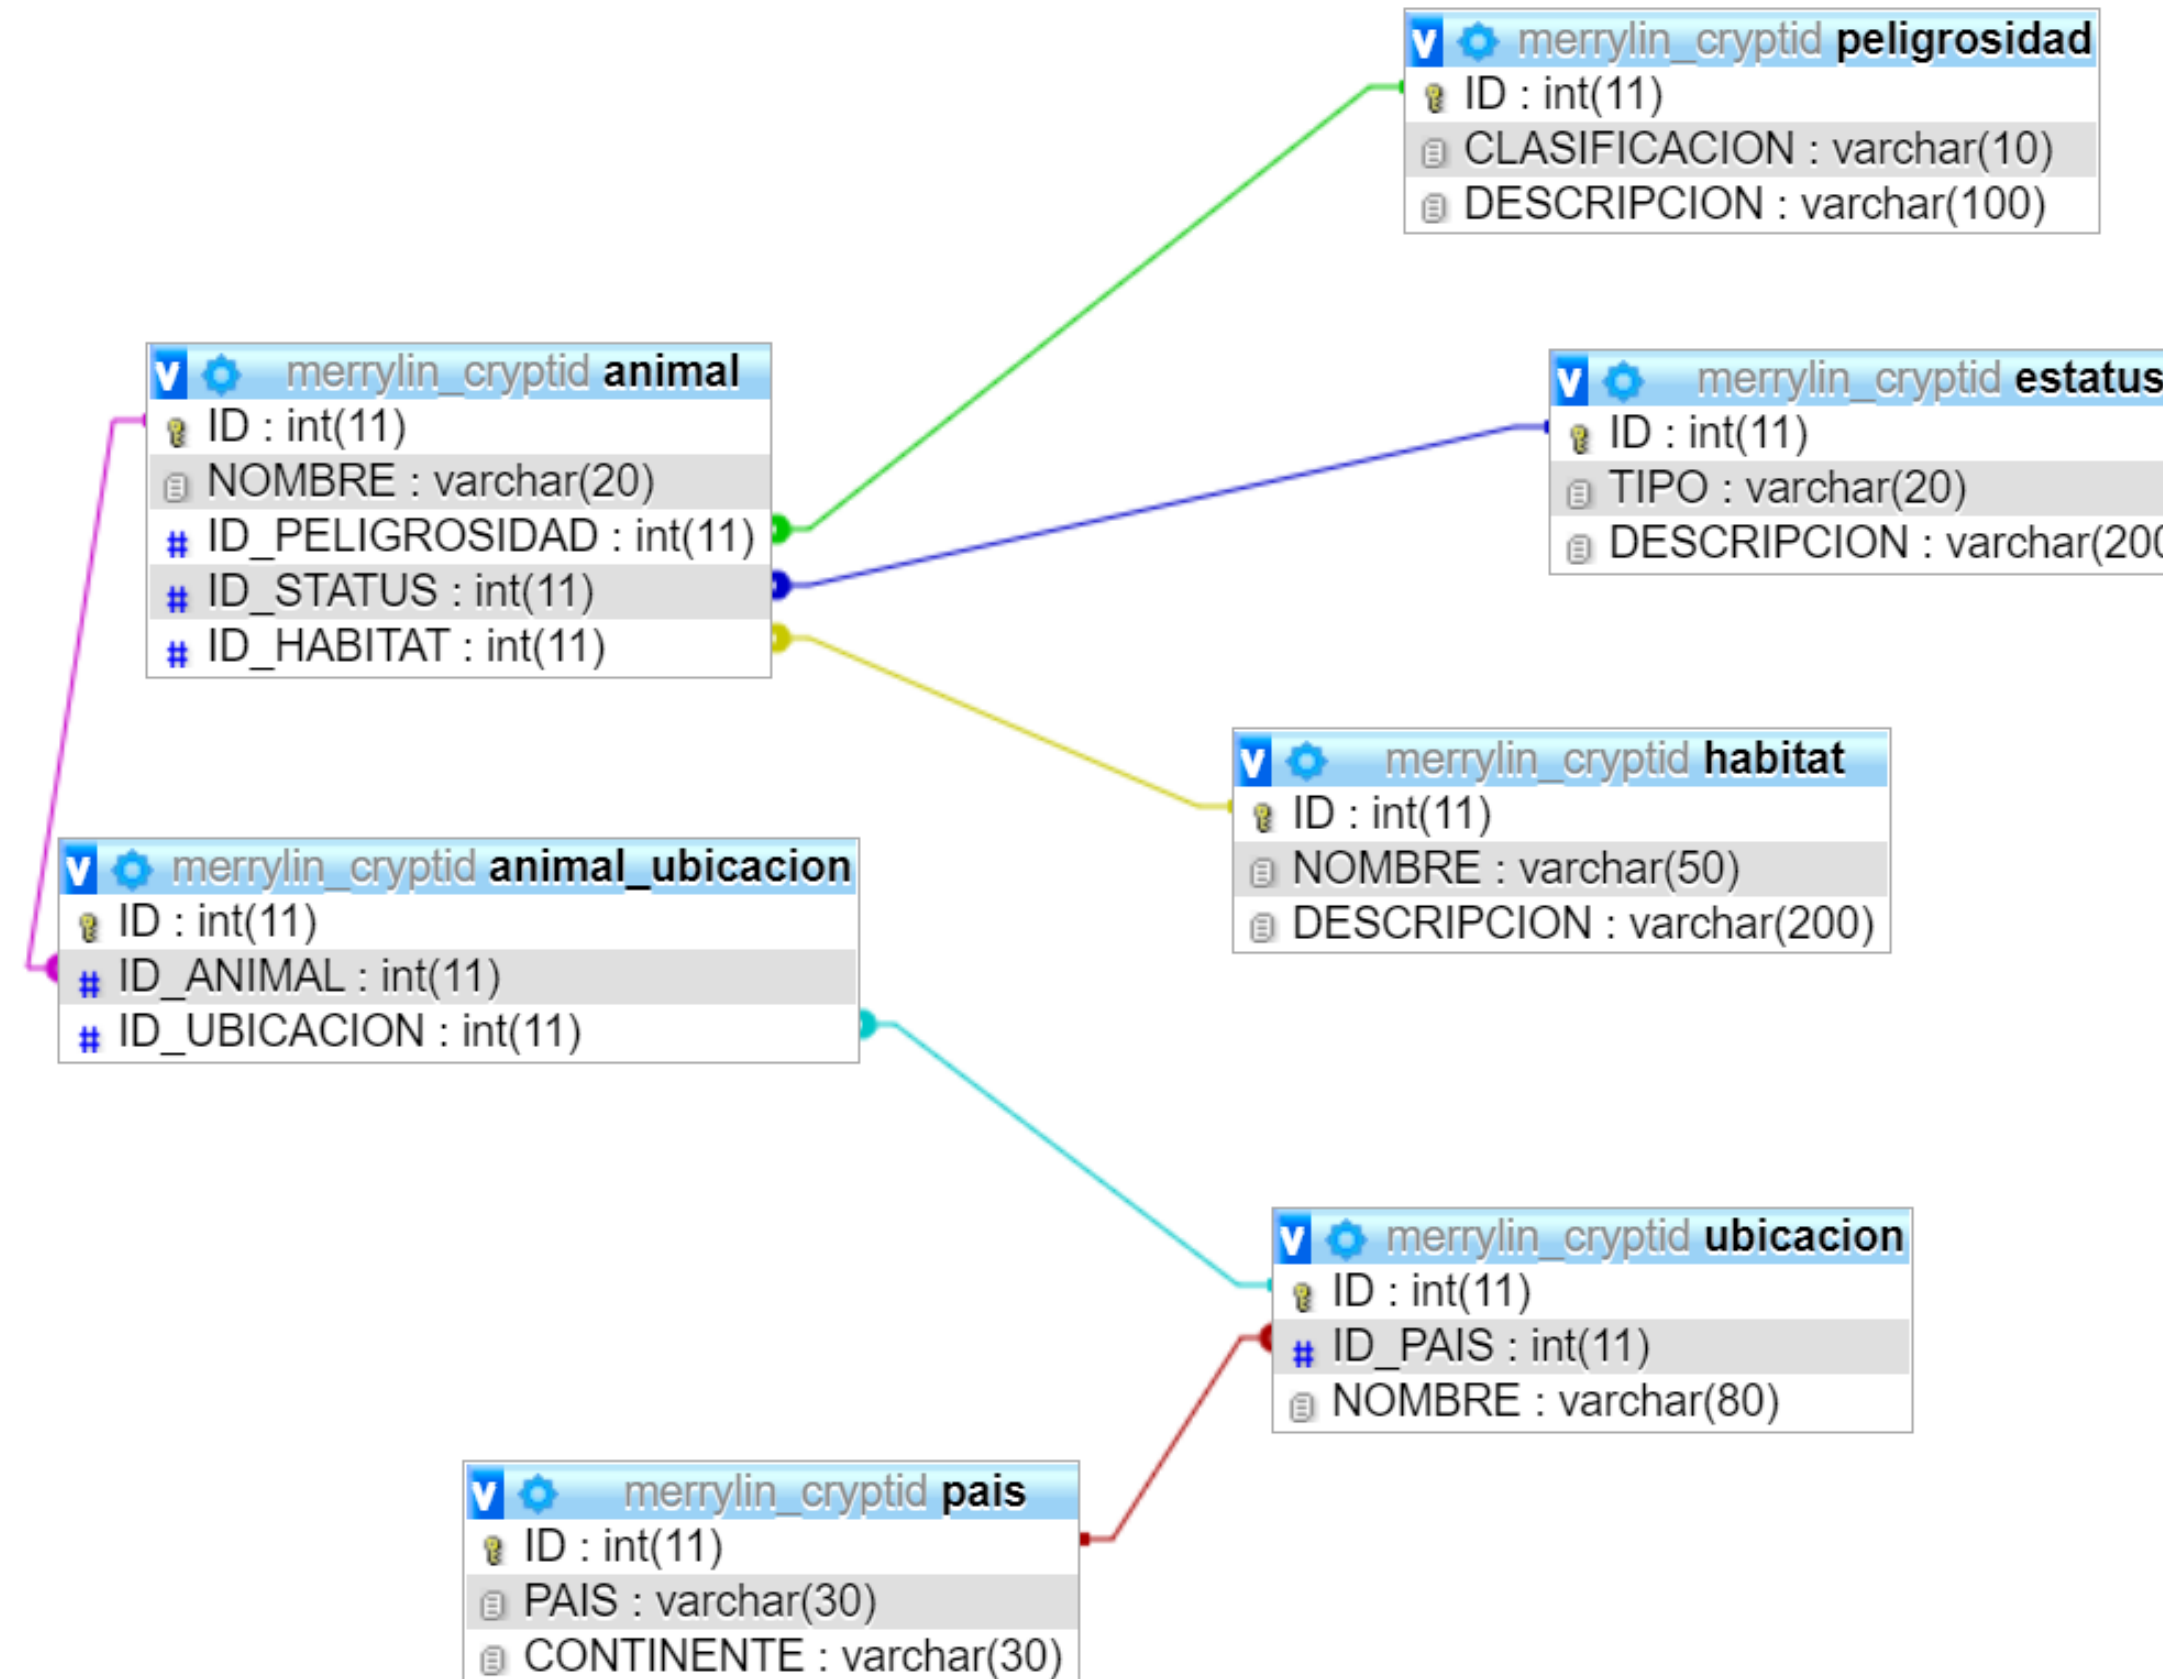 merrylin_cryptid peligrosidad
ID : int(11)
CLASIFICACION : varchar(10)
DESCRIPCION : varchar(100)
merrylin_cryptid animal
ID : int(11)
NOMBRE : varchar(20)
# ID_PELIGROSIDAD : int(11)
# ID_STATUS : int(11)
# ID_HABITAT : int(11)
merrylin_cryptid estatus
ID : int(11)
TIPO : varchar(20)
DESCRIPCION : varchar(200
merrylin_cryptid habitat
ID : int(11)
NOMBRE : varchar(50)
DESCRIPCION : varchar(200)
merrylin_cryptid animal_ubicacion
ID : int(11)
# ID_ANIMAL : int(11)
# ID_UBICACION : int(11)
merrylin_cryptid ubicacion
ID : int(11)
# ID_PAIS : int(11)
NOMBRE : varchar(80)
merrylin_cryptid pais
ID : int(11)
PAIS : varchar(30)
CONTINENTE : varchar(30)